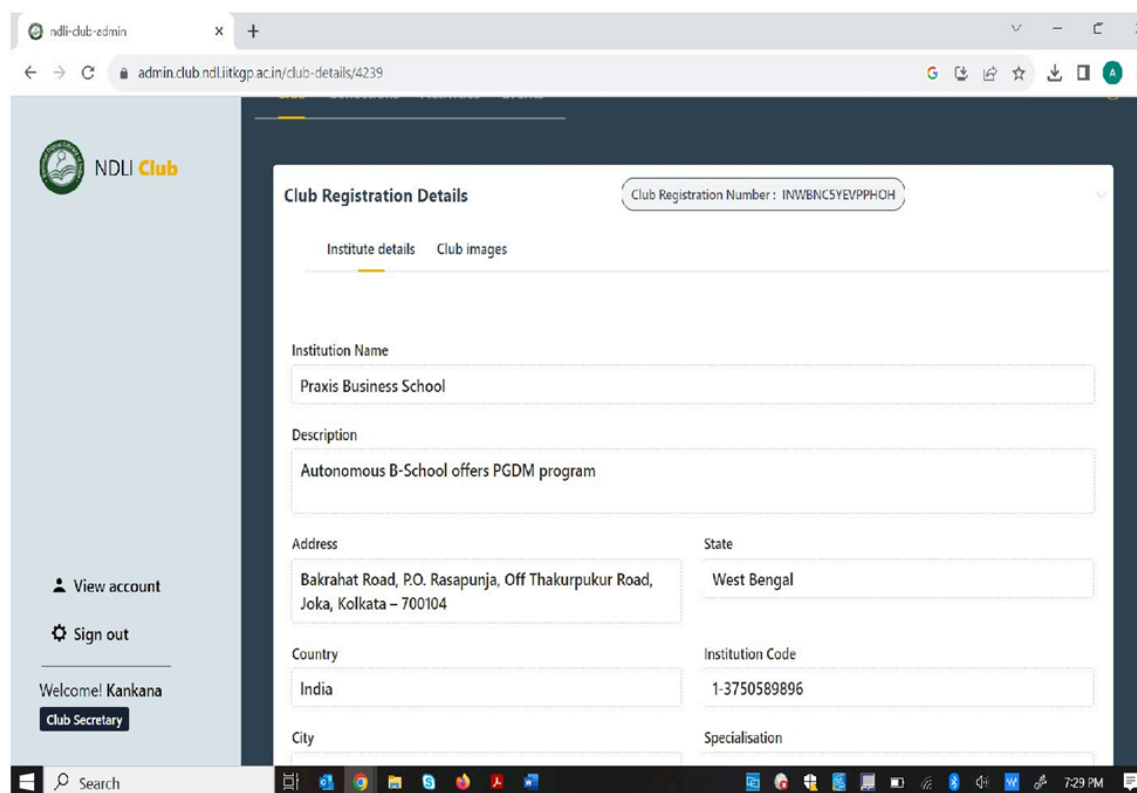 ndli-club-admin
admin.club.ndl.iitkgp.ac.in/club-details/4239
A
NDLI Club
Club Registration Details
Club Registration Number : INWBNC5YEVPPHOH
Institute details Club images
Institution Name
Praxis Business School
Description
Autonomous B-School offers PGDM program
Address
State
Bakrahat Road, P.O. Rasapunja, Off Thakurpukur Road,
Joka, Kolkata – 700104
West Bengal
Country
Institution Code
India
1-3750589896
City
Specialisation
View account
Sign out
Welcome! Kankana
Club Secretary
Search
7:29 PM